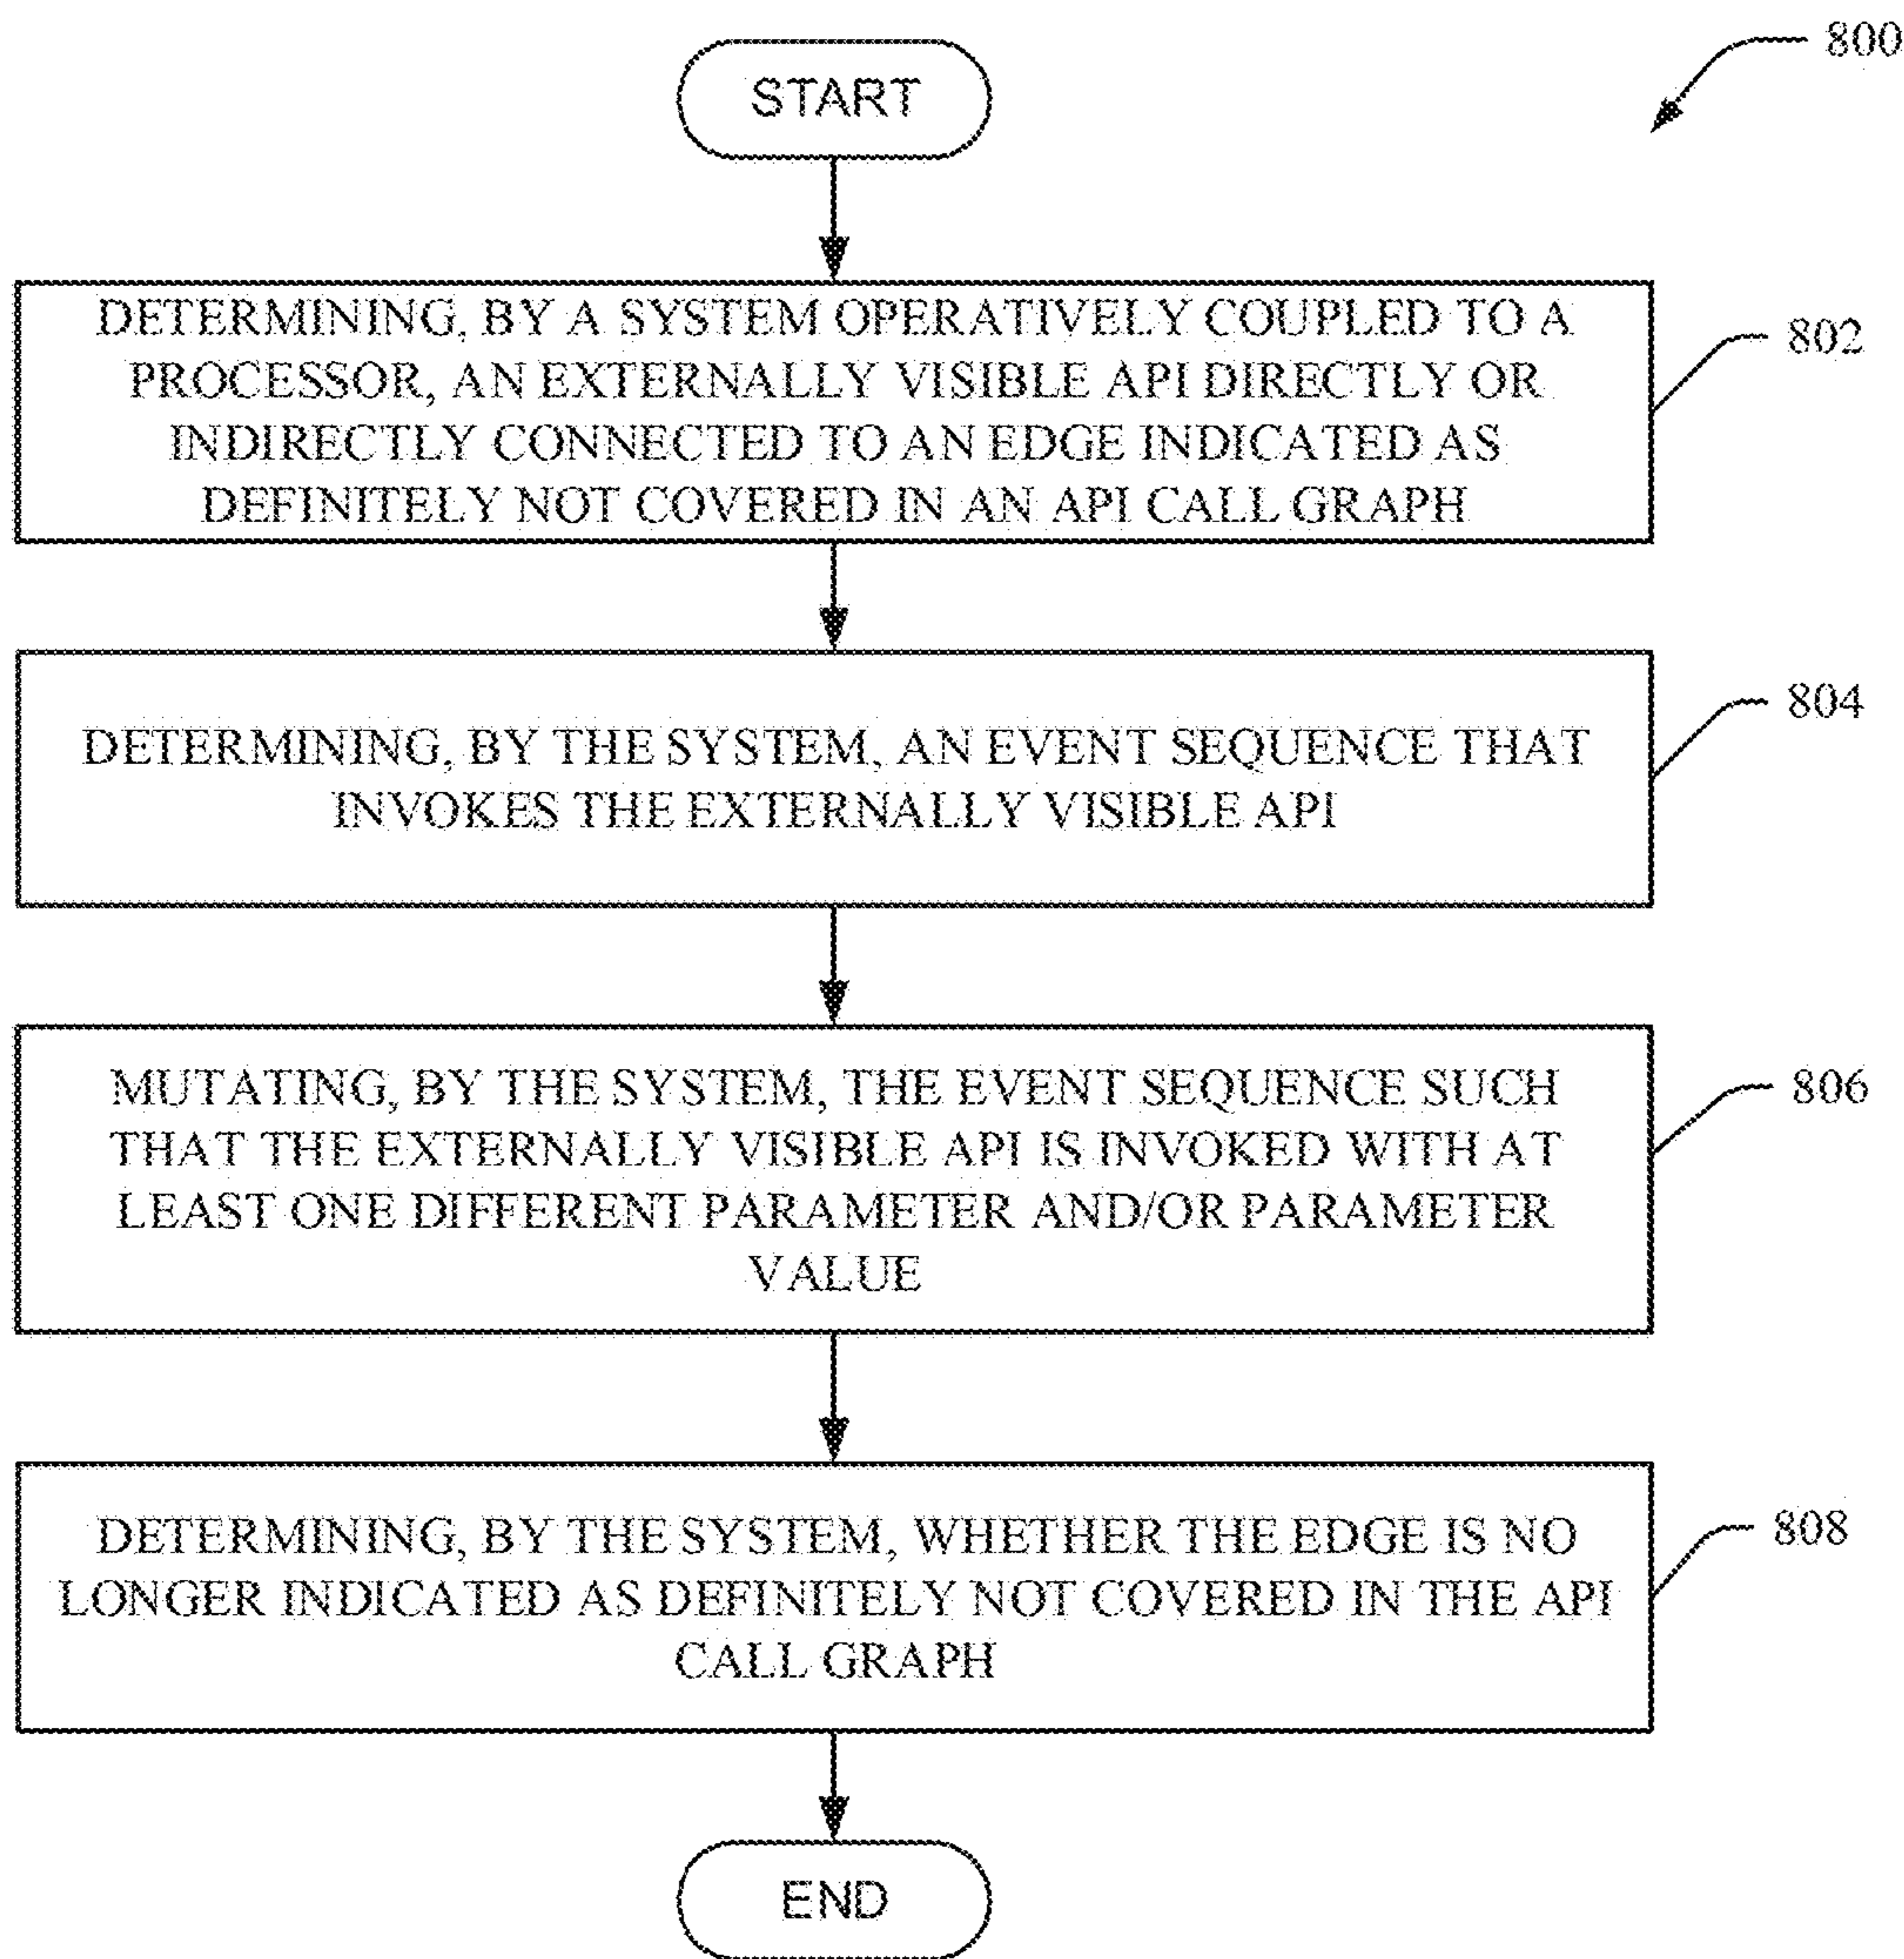 800
START
DETERMINING, BY A SYSTEM OPERATIVELY COUPLED TO A
PROCESSOR, AN EXTERNALLY VISIBLE API DIRECTLY OR
INDIRECTLY CONNECTED TO AN EDGE INDICATED AS
DEFINITELY NOT COVERED IN AN API CALL GRAPH
802
DETERMINING, BY THE SYSTEM, AN EVENT SEQUENCE THAT
INVOKES THE EXTERNALLY VISIBLE API
804
MUTATING, BY THE SYSTEM, THE EVENT SEQUENCE SUCH
THAT THE EXTERNALLY VISIBLE API IS INVOKED WITH AT
LEAST ONE DIFFERENT PARAMETER AND/OR PARAMETER
VALUE
806
DETERMINING, BY THE SYSTEM, WHETHER THE EDGE IS NO
LONGER INDICATED AS DEFINITELY NOT COVERED IN THE API
CALL GRAPH
808
END